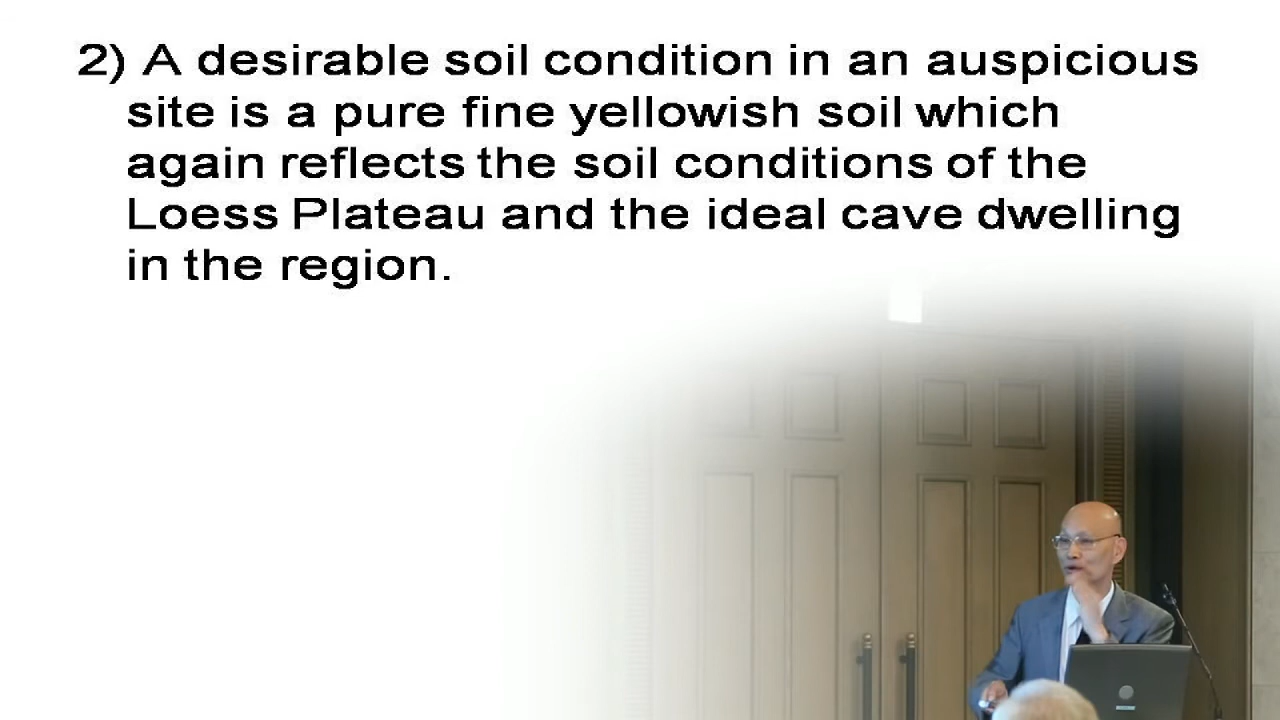 2) A desirable soil condition in an auspicious
site is a pure fine yellowish soil which
again reflects the soil conditions of the
Loess Plateau and the ideal cave dwelling
in the region.